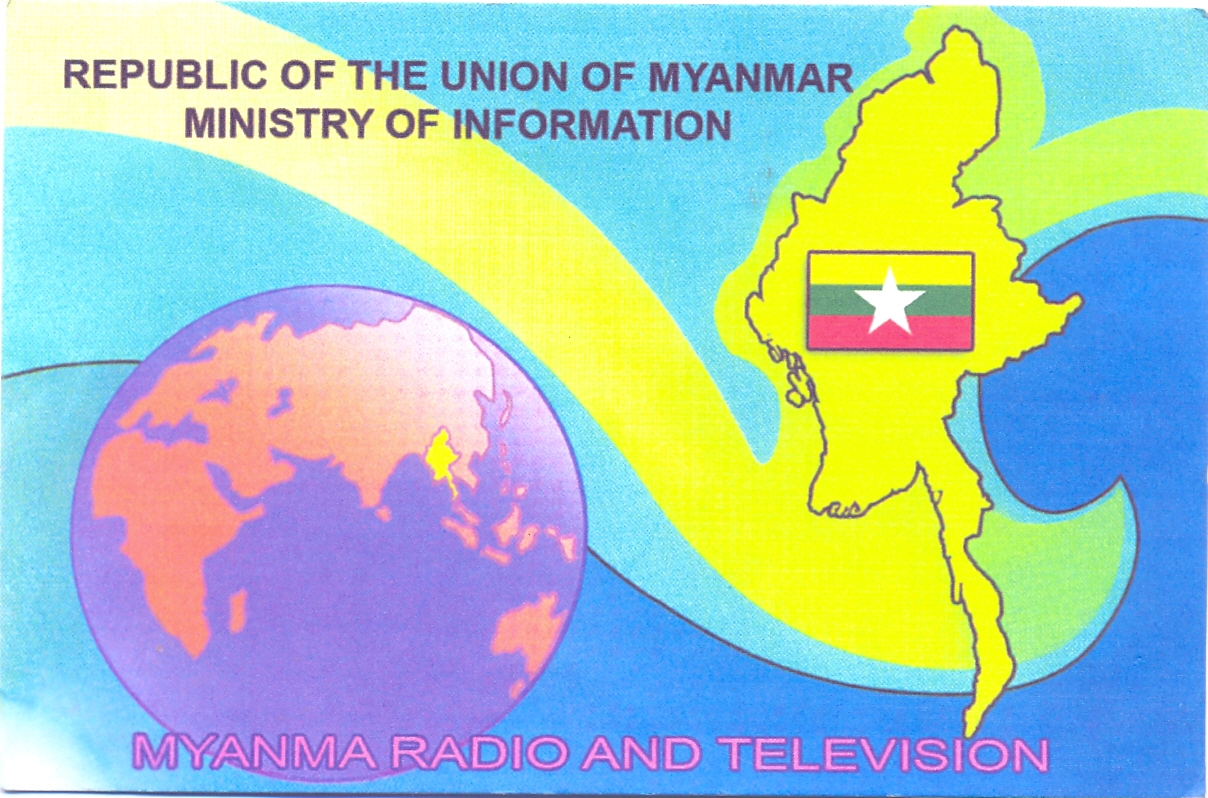 REPUBLIC OF THE UNION OF MYANMAR
MINISTRY OF INFORMATION
MYANMA RADIO AND TELEVISION